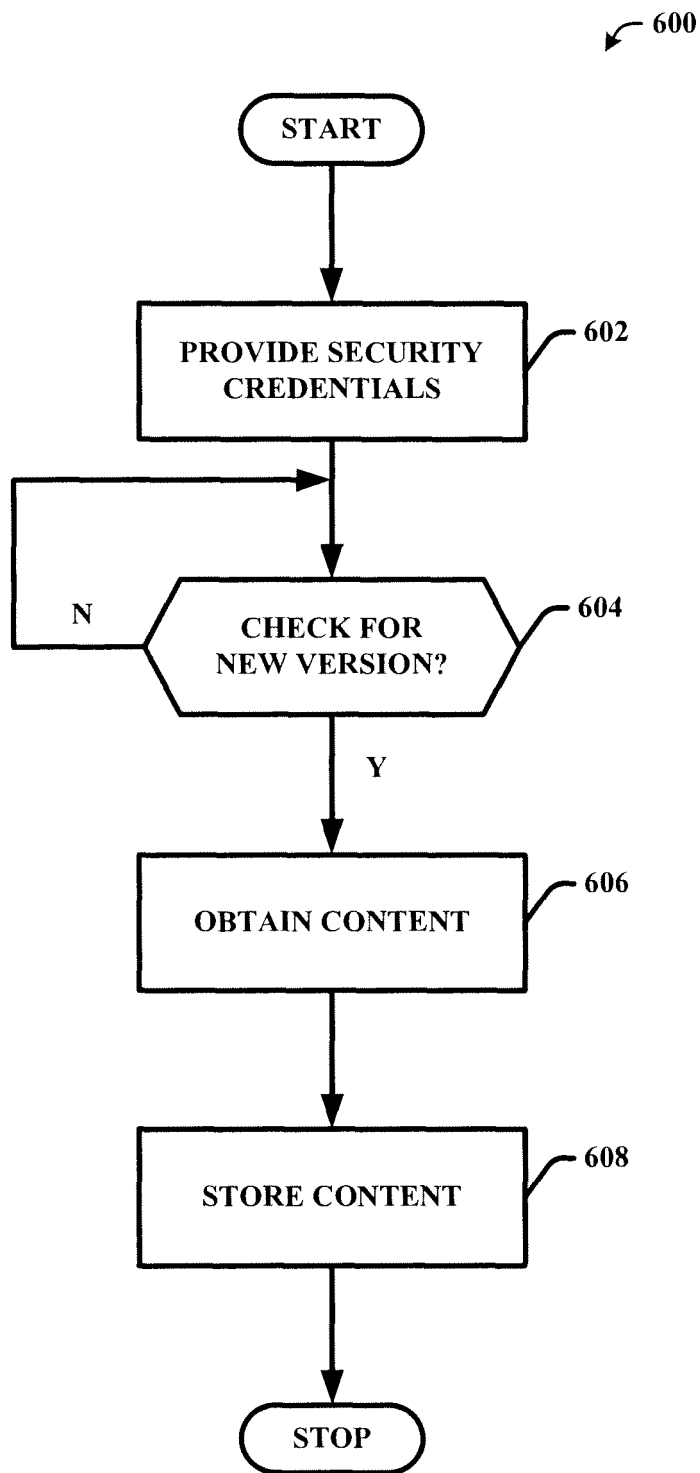 600
START
PROVIDE SECURITY
CREDENTIALS
602
N
CHECK FOR
NEW VERSION?
604
Y
OBTAIN CONTENT
606
STORE CONTENT
608
STOP